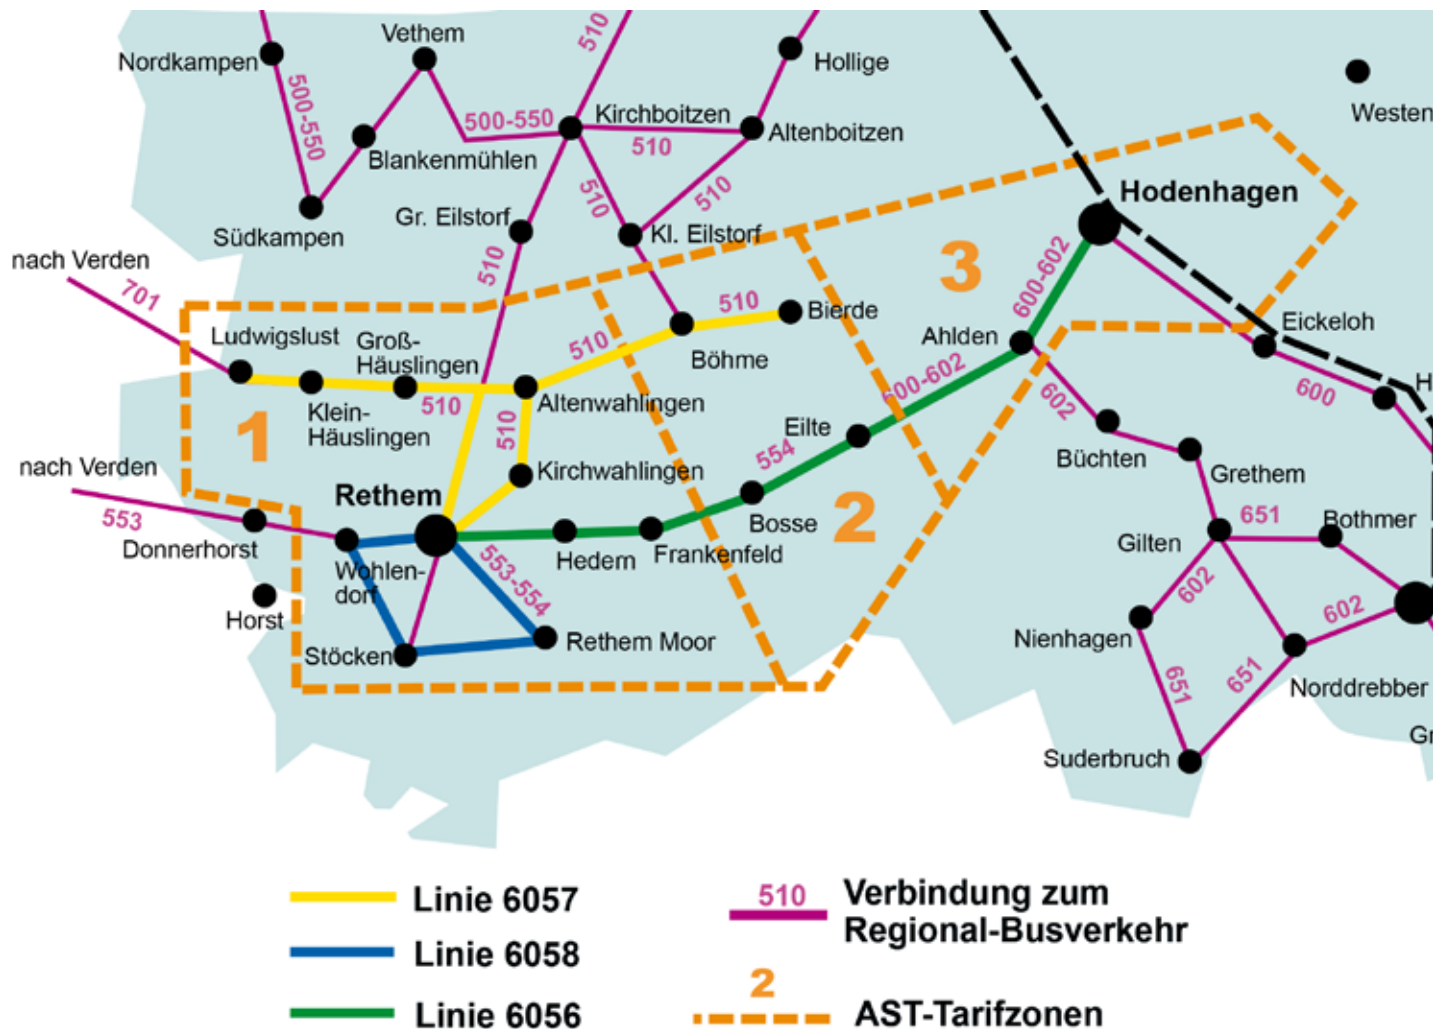 510
Vethem
Nordkampen
Hollige
Westen
500-550
500-550
Kirchboitzen
Altenboitzen
510
Blankenmühlen
510
510
Hodenhagen
Gr. Eilstorf
Kl. Eilstorf
Südkampen
nach Verden
701
510
3
600-602
510
Bierde
Ludwigslust
Groß-
Häuslingen
510
Böhme
Ahlden
Eickeloh
600-602
600
510
Altenwahlingen
602
Klein-
Häuslingen
1
510
Eilte
Büchten
554
Grethem
nach Verden
Kirchwahlingen
Rethem
2
553
Bosse
651
Bothmer
Donnerhorst
Hedern
Frankenfeld
Gilten
Wohlen-
dorf
553-554
602
602
Horst
Nienhagen
Stöcken
Rethem Moor
651
651
Norddrebber
Suderbruch
Linie 6057
510
Verbindung zum
Regional-Busverkehr
Linie 6058
2
Linie 6056
AST-Tarifzonen